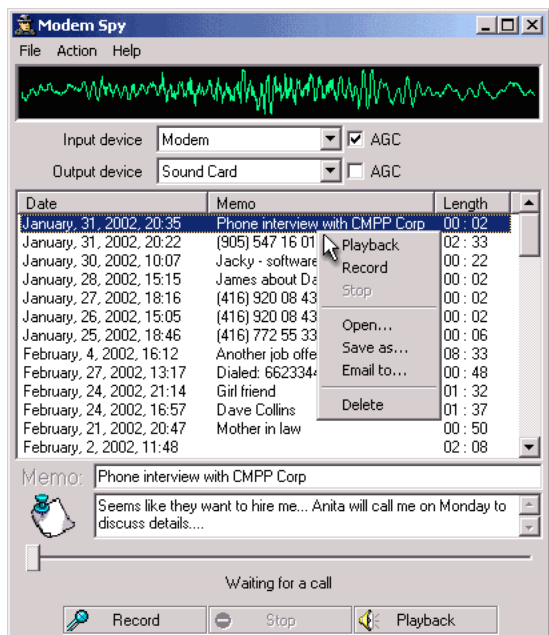 Modem Spy
File Action Help
Input device Modem AGC
Output device Sound Card AGC
Date Memo Length
January, 31, 2002, 20:35 Phone interview with CMPP Corp 00 : 02
January, 31, 2002, 20:22 (905) 547 16 01 02 : 33
January, 30, 2002, 10:07 Jacky - software 00 : 22
January, 28, 2002, 15:15 James about Da 00 : 02
January, 27, 2002, 18:16 (416) 920 08 43 00 : 02
January, 26, 2002, 15:05 (416) 920 08 43 00 : 02
January, 25, 2002, 18:46 (416) 772 55 33 00 : 06
February, 4, 2002, 16:12 Another job offe 08 : 33
February, 27, 2002, 13:17 Dialed: 6623344 00 : 48
February, 24, 2002, 21:14 Girl friend 01 : 32
February, 24, 2002, 16:57 Dave Collins 01 : 37
February, 21, 2002, 20:47 Mother in law 00 : 50
February, 2, 2002, 11:48 02 : 08
Playback
Record
Stop
Open...
Save as...
Email to...
Delete
Memo: Phone interview with CMPP Corp
Seems like they want to hire me... Anita will call me on Monday to
discuss details....
Waiting for a call
Record Stop Playback